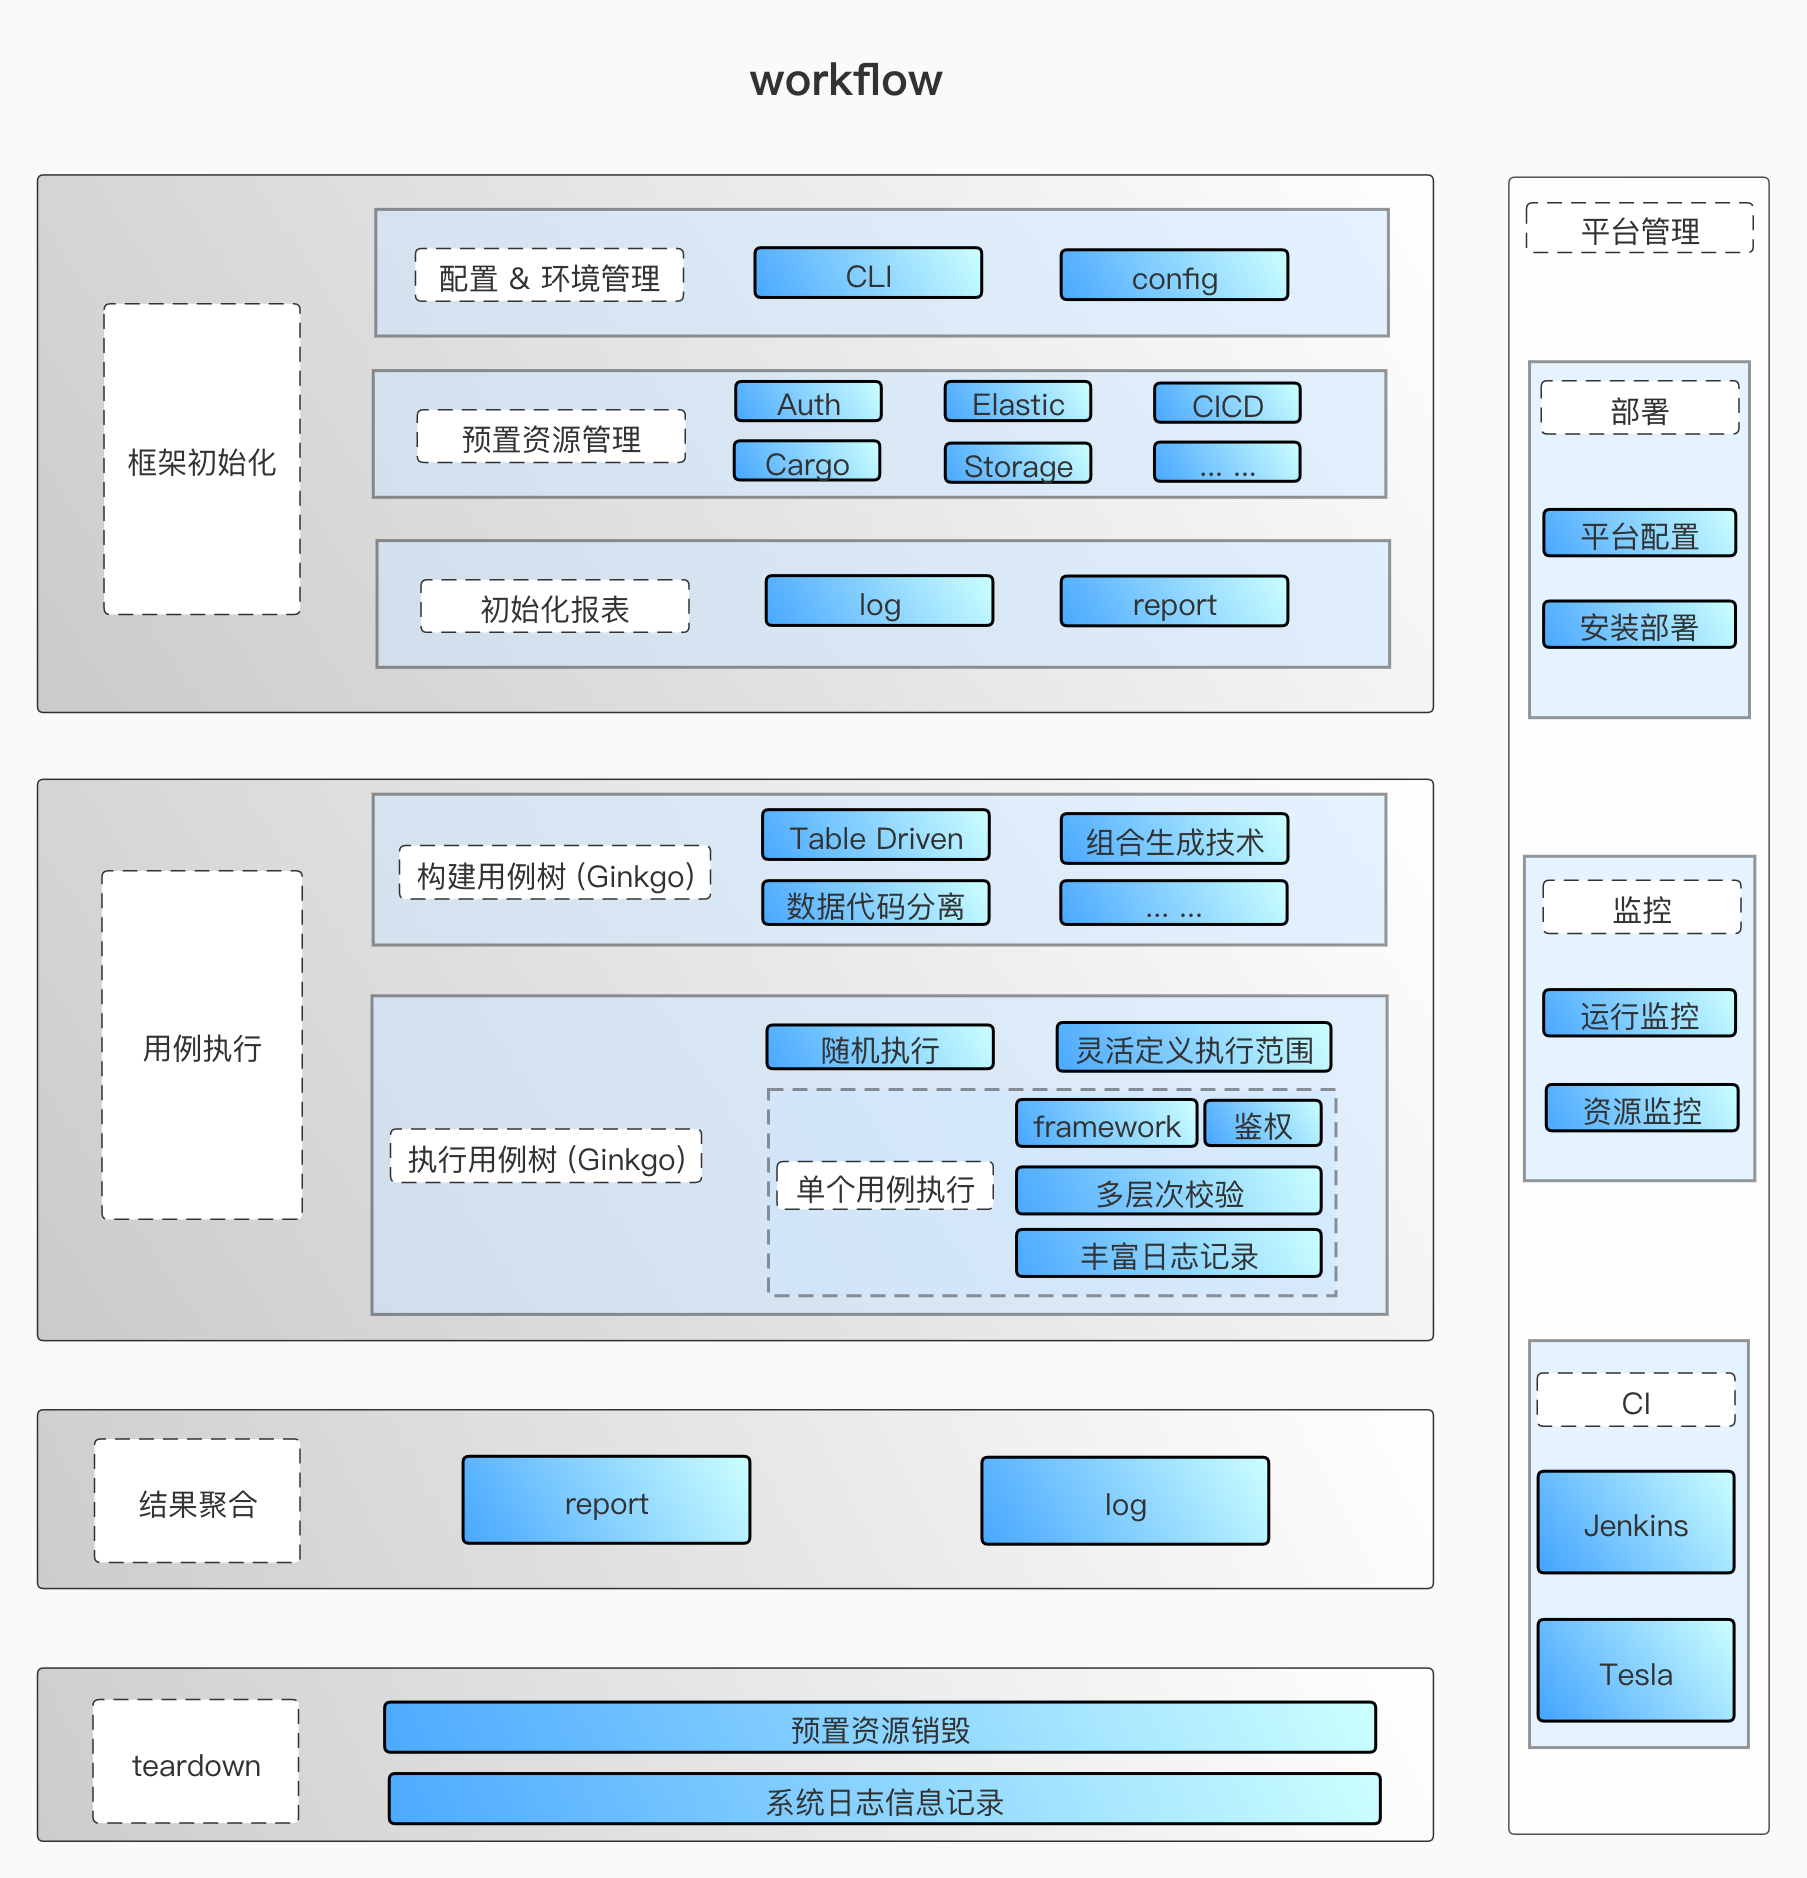 workflow
框架初始化
配置 & 环境管理
CLI
config
预置资源管理
Auth
Elastic
CICD
Cargo
Storage
... ...
初始化报表
log
report
用例执行
构建用例树 (Ginkgo)
Table Driven
组合生成技术
数据代码分离
... ...
执行用例树 (Ginkgo)
随机执行
灵活定义执行范围
单个用例执行
framework
鉴权
多层次校验
丰富日志记录
结果聚合
report
log
teardown
预置资源销毁
系统日志信息记录
平台管理
部署
平台配置
安装部署
监控
运行监控
资源监控
CI
Jenkins
Tesla